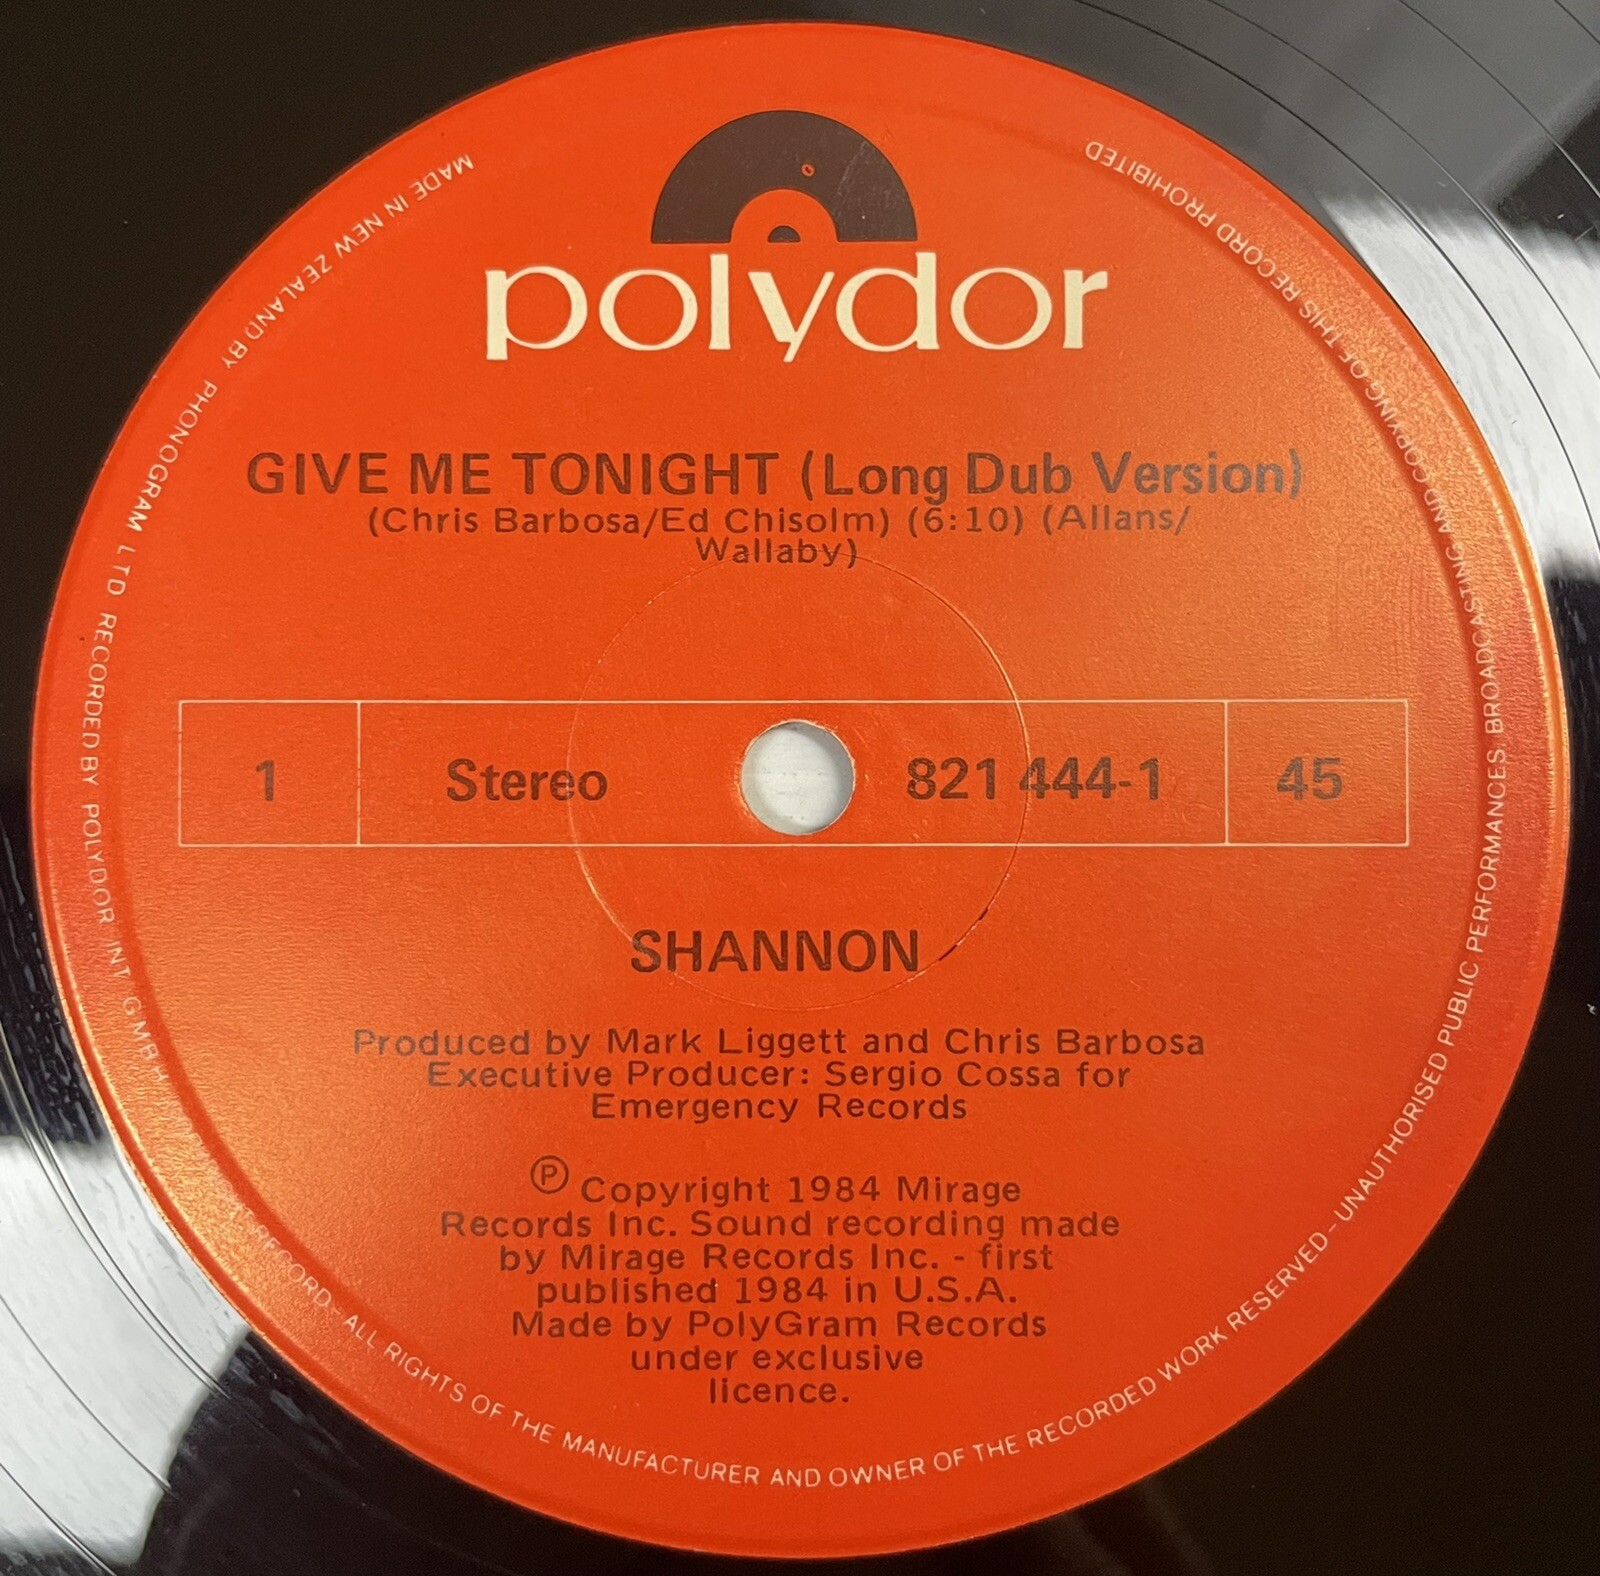 polydor
GIVE ME TONIGHT (Long Dub Version)
(Chris Barbosa/Ed Chisolm) (6:10) (Allans/
Wallaby)
1 Stereo 821 444-1 45
SHANNON
Produced by Mark Liggett and Chris Barbosa
Executive Producer: Sergio Cossa for
Emergency Records
Ⓟ Copyright 1984 Mirage
Records Inc. Sound recording made
by Mirage Records Inc. - first
published 1984 in U.S.A.
Made by PolyGram Records
under exclusive
licence.
MADE IN NEW ZEALAND BY PHONOGRAM LTD RECORDED BY POLYDOR INT GMBH
RECORD - ALL RIGHTS OF THE MANUFACTURER AND OWNER OF THE RECORDED WORK RESERVED - UNAUTHORISED PUBLIC PERFORMANCES BROADCASTING AND COPYING OF THIS RECORD PROHIBITED